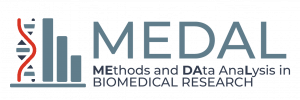 MEDAL
MEthods and DAta AnaLysis in
BIOMEDICAL RESEARCH